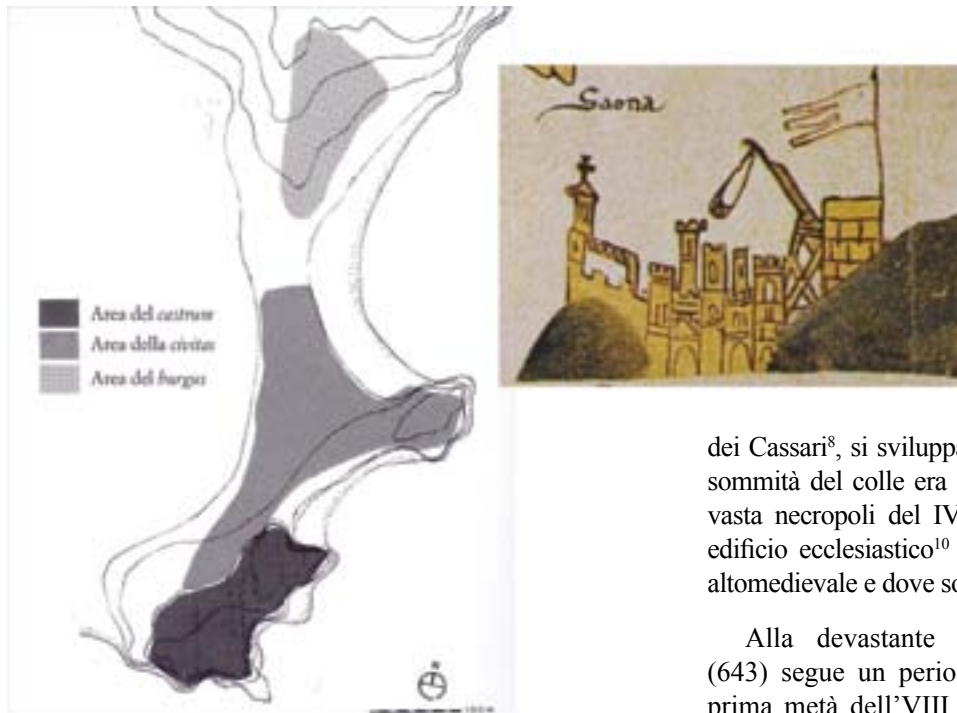 Saona
Area del castrum
Area della civitas
Area del burgus
N
dei Cassari⁸, si sviluppa
sommità del colle era
vasta necropoli del IV
edificio ecclesiastico¹⁰
altomedievale e dove so
Alla devastante
(643) segue un perio
prima metà dell’VIII